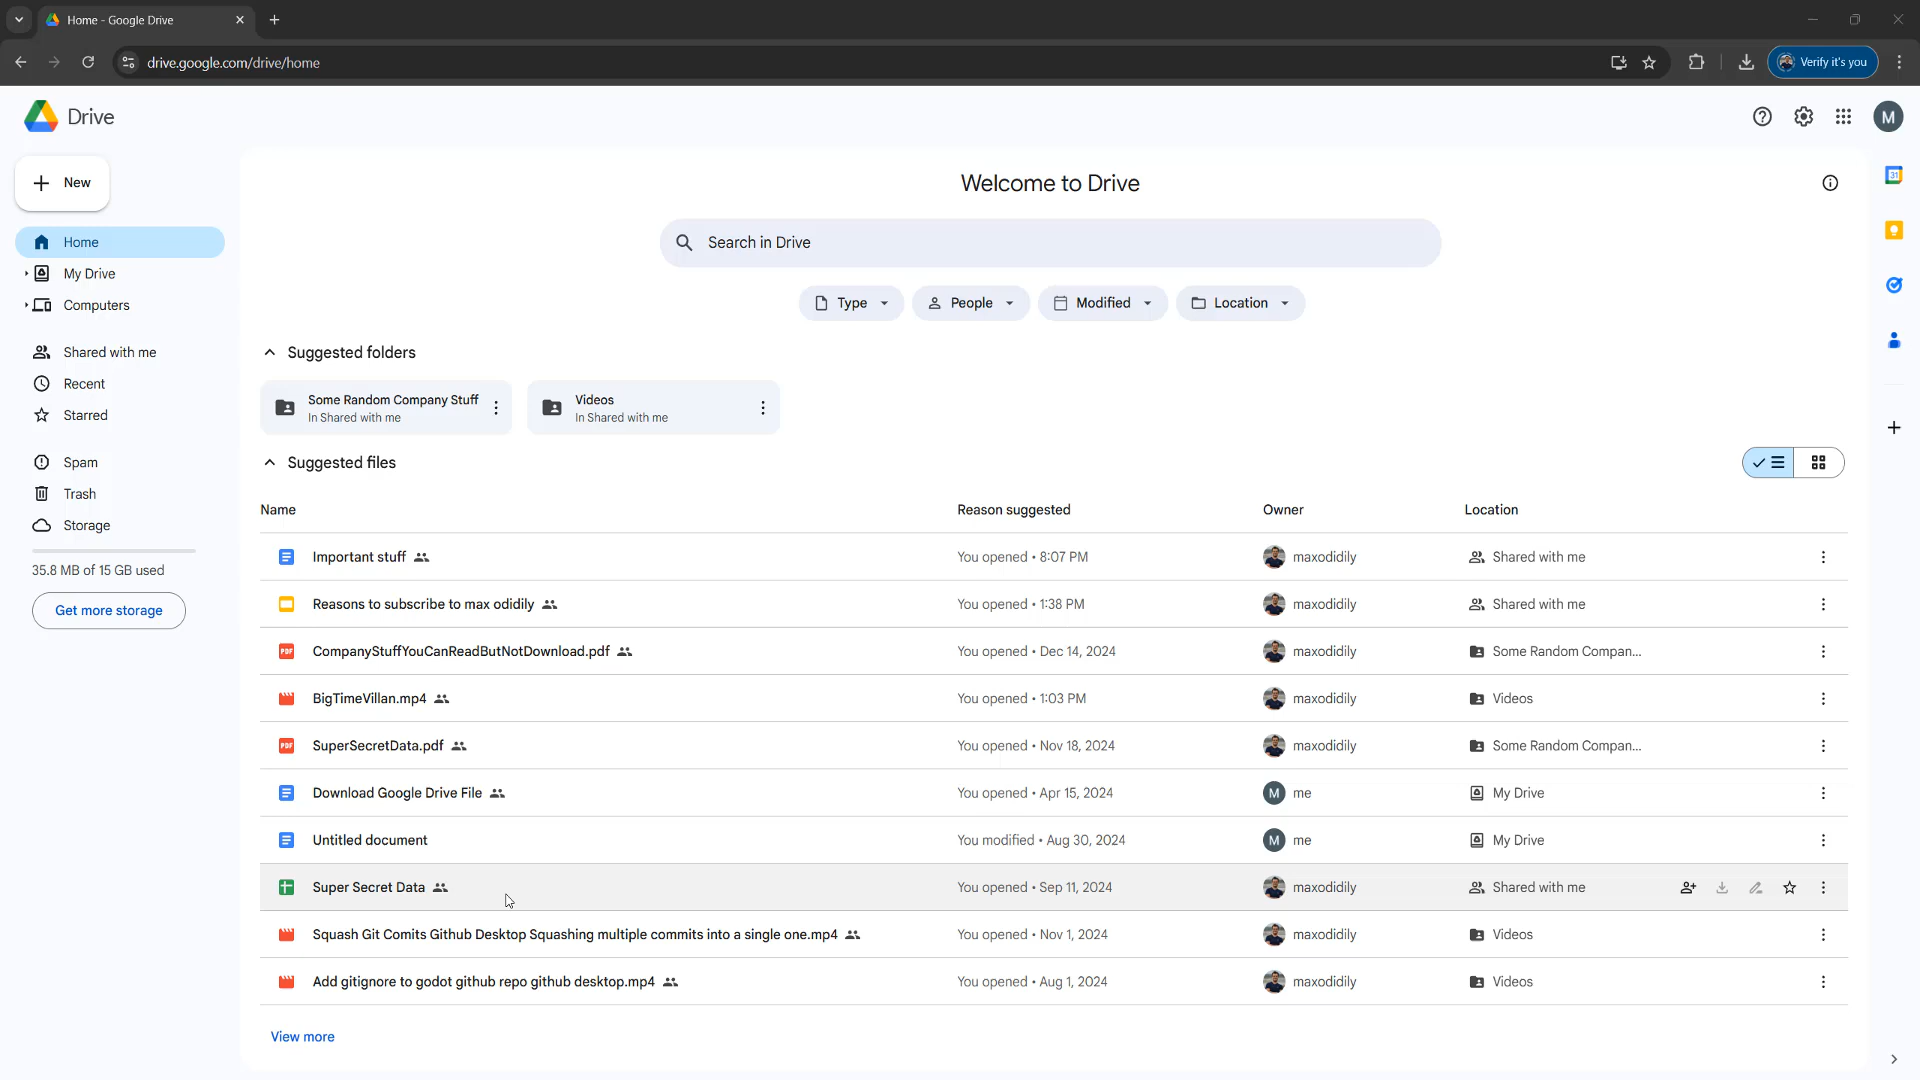 Home - Google Drive
drive.google.com/drive/home
Verify it's you
Drive
M
New
Home
My Drive
Computers
Shared with me
Recent
Starred
Spam
Trash
Storage
35.8 MB of 15 GB used
Get more storage
Welcome to Drive
Search in Drive
Type People Modified Location
Suggested folders
Some Random Company Stuff
In Shared with me
Videos
In Shared with me
Suggested files
Name Reason suggested Owner Location
Important stuff You opened • 8:07 PM maxodidily Shared with me
Reasons to subscribe to max odidily You opened • 1:38 PM maxodidily Shared with me
PDF CompanyStuffYouCanReadButNotDownload.pdf You opened • Dec 14, 2024 maxodidily Some Random Compan...
BigTimeVillan.mp4 You opened • 1:03 PM maxodidily Videos
PDF SuperSecretData.pdf You opened • Nov 18, 2024 maxodidily Some Random Compan...
Download Google Drive File You opened • Apr 15, 2024 M me My Drive
Untitled document You modified • Aug 30, 2024 M me My Drive
Super Secret Data You opened • Sep 11, 2024 maxodidily Shared with me
Squash Git Comits Github Desktop Squashing multiple commits into a single one.mp4 You opened • Nov 1, 2024 maxodidily Videos
Add gitignore to godot github repo github desktop.mp4 You opened • Aug 1, 2024 maxodidily Videos
View more
31